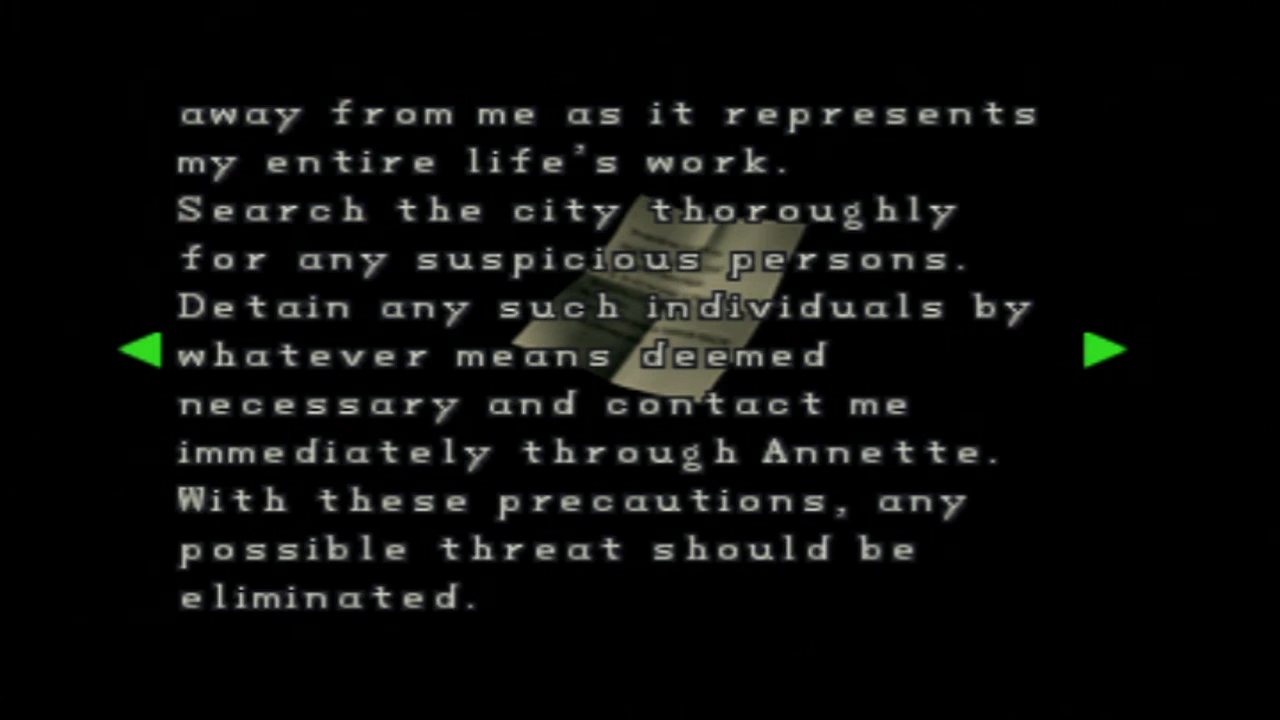 away from me as it represents
my entire life's work.
Search the city thoroughly
for any suspicious persons.
Detain any such individuals by
whatever means deemed
necessary and contact me
immediately through Annette.
With these precautions, any
possible threat should be
eliminated.